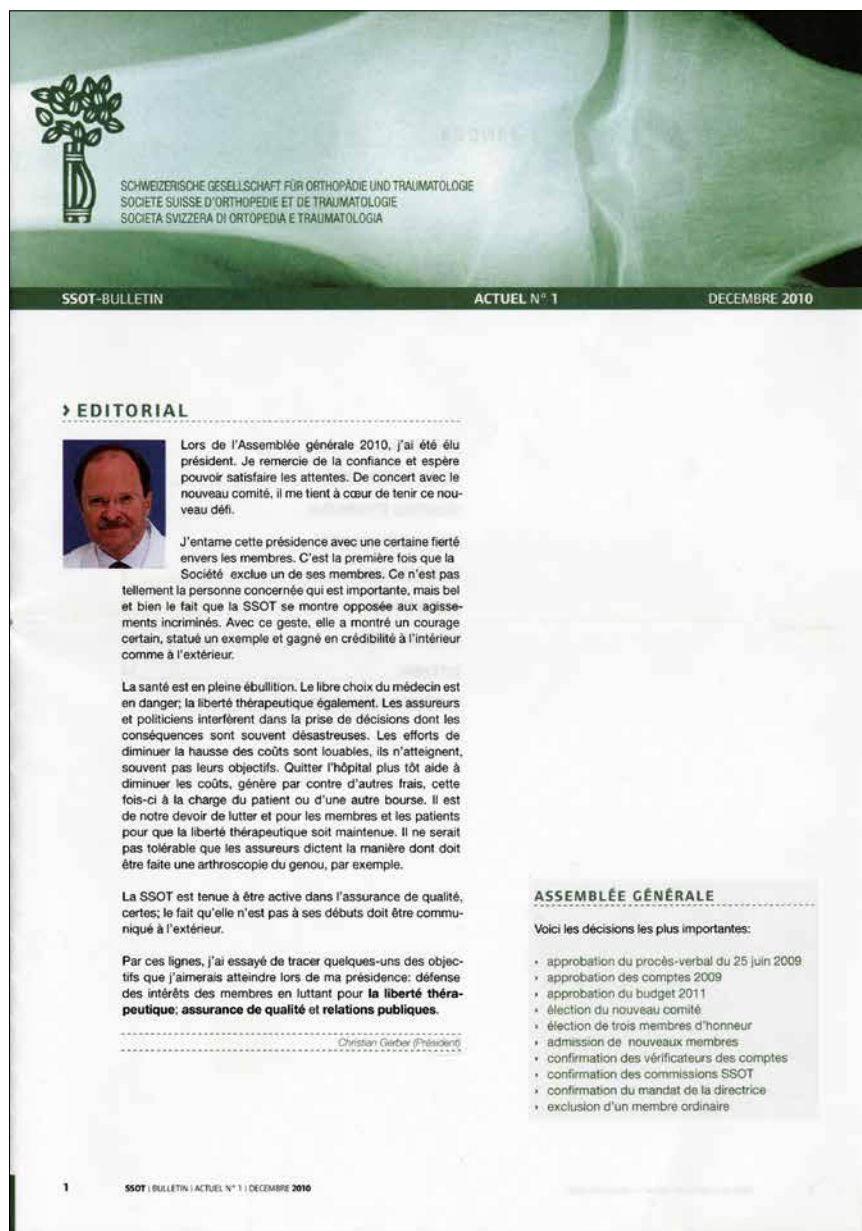 SCHWEIZERISCHE GESELLSCHAFT FÜR ORTHOPÄDIE UND TRAUMATOLOGIE
SOCIETE SUISSE D'ORTHOPEDIE ET DE TRAUMATOLOGIE
SOCIETA SVIZZERA DI ORTOPEDIA E TRAUMATOLOGIA
SSOT-BULLETIN ACTUEL N° 1 DECEMBRE 2010
› EDITORIAL
Lors de l'Assemblée générale 2010, j'ai été élu
président. Je remercie de la confiance et espère
pouvoir satisfaire les attentes. De concert avec le
nouveau comité, il me tient à cœur de tenir ce nou-
veau défi.
J'entame cette présidence avec une certaine fierté
envers les membres. C'est la première fois que la
Société exclue un de ses membres. Ce n'est pas
tellement la personne concernée qui est importante, mais bel
et bien le fait que la SSOT se montre opposée aux agisse-
ments incriminés. Avec ce geste, elle a montré un courage
certain, statué un exemple et gagné en crédibilité à l'intérieur
comme à l'extérieur.
La santé est en pleine ébullition. Le libre choix du médecin est
en danger; la liberté thérapeutique également. Les assureurs
et politiciens interfèrent dans la prise de décisions dont les
conséquences sont souvent désastreuses. Les efforts de
diminuer la hausse des coûts sont louables, ils n'atteignent,
souvent pas leurs objectifs. Quitter l'hôpital plus tôt aide à
diminuer les coûts, génère par contre d'autres frais, cette
fois-ci à la charge du patient ou d'une autre bourse. Il est
de notre devoir de lutter et pour les membres et les patients
pour que la liberté thérapeutique soit maintenue. Il ne serait
pas tolérable que les assureurs dictent la manière dont doit
être faite une arthroscopie du genou, par exemple.
La SSOT est tenue à être active dans l'assurance de qualité,
certes; le fait qu'elle n'est pas à ses débuts doit être commu-
niqué à l'extérieur.
Par ces lignes, j'ai essayé de tracer quelques-uns des objec-
tifs que j'aimerais atteindre lors de ma présidence: défense
des intérêts des membres en luttant pour la liberté théra-
peutique; assurance de qualité et relations publiques.
Christian Gerber (Président)
ASSEMBLÉE GÉNÉRALE
Voici les décisions les plus importantes:
› approbation du procès-verbal du 25 juin 2009
› approbation des comptes 2009
› approbation du budget 2011
› élection du nouveau comité
› élection de trois membres d'honneur
› admission de nouveaux membres
› confirmation des vérificateurs des comptes
› confirmation des commissions SSOT
› confirmation du mandat de la directrice
› exclusion d'un membre ordinaire
1 SSOT | BULLETIN | ACTUEL N° 1 | DECEMBRE 2010